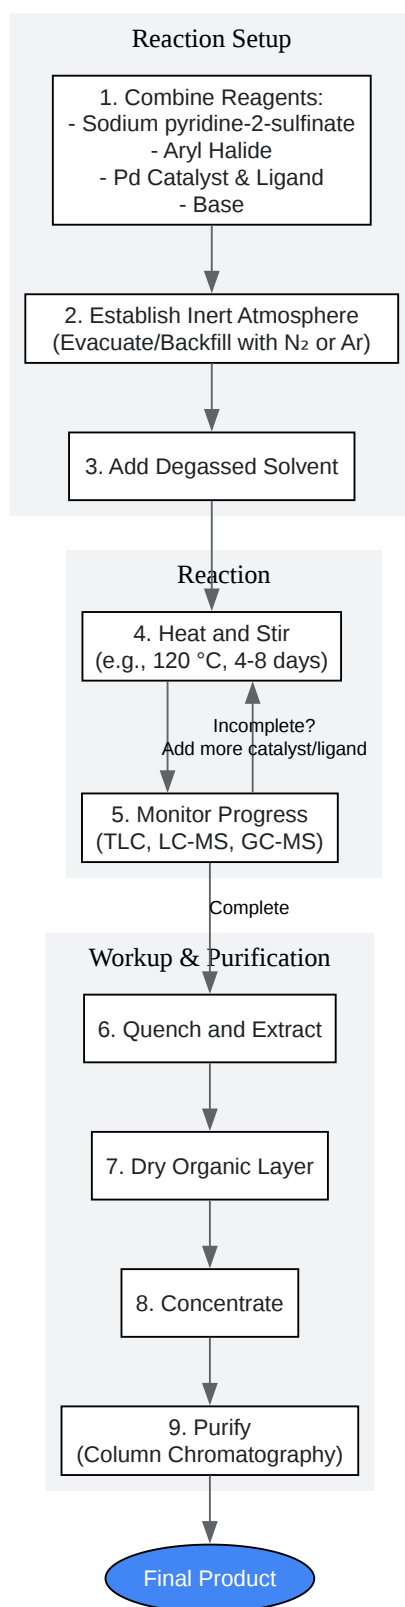 Reaction Setup
1. Combine Reagents:
- Sodium pyridine-2-sulfinate
- Aryl Halide
- Pd Catalyst & Ligand
- Base
2. Establish Inert Atmosphere
(Evacuate/Backfill with N₂ or Ar)
3. Add Degassed Solvent
Reaction
4. Heat and Stir
(e.g., 120 °C, 4-8 days)
Incomplete?
Add more catalyst/ligand
5. Monitor Progress
(TLC, LC-MS, GC-MS)
Complete
Workup & Purification
6. Quench and Extract
7. Dry Organic Layer
8. Concentrate
9. Purify
(Column Chromatography)
Final Product